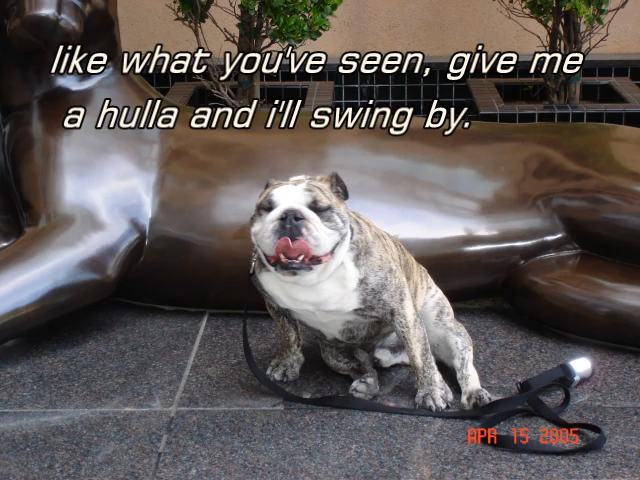 like what you've seen, give me
a hulla and i'll swing by.
APR 15 2005